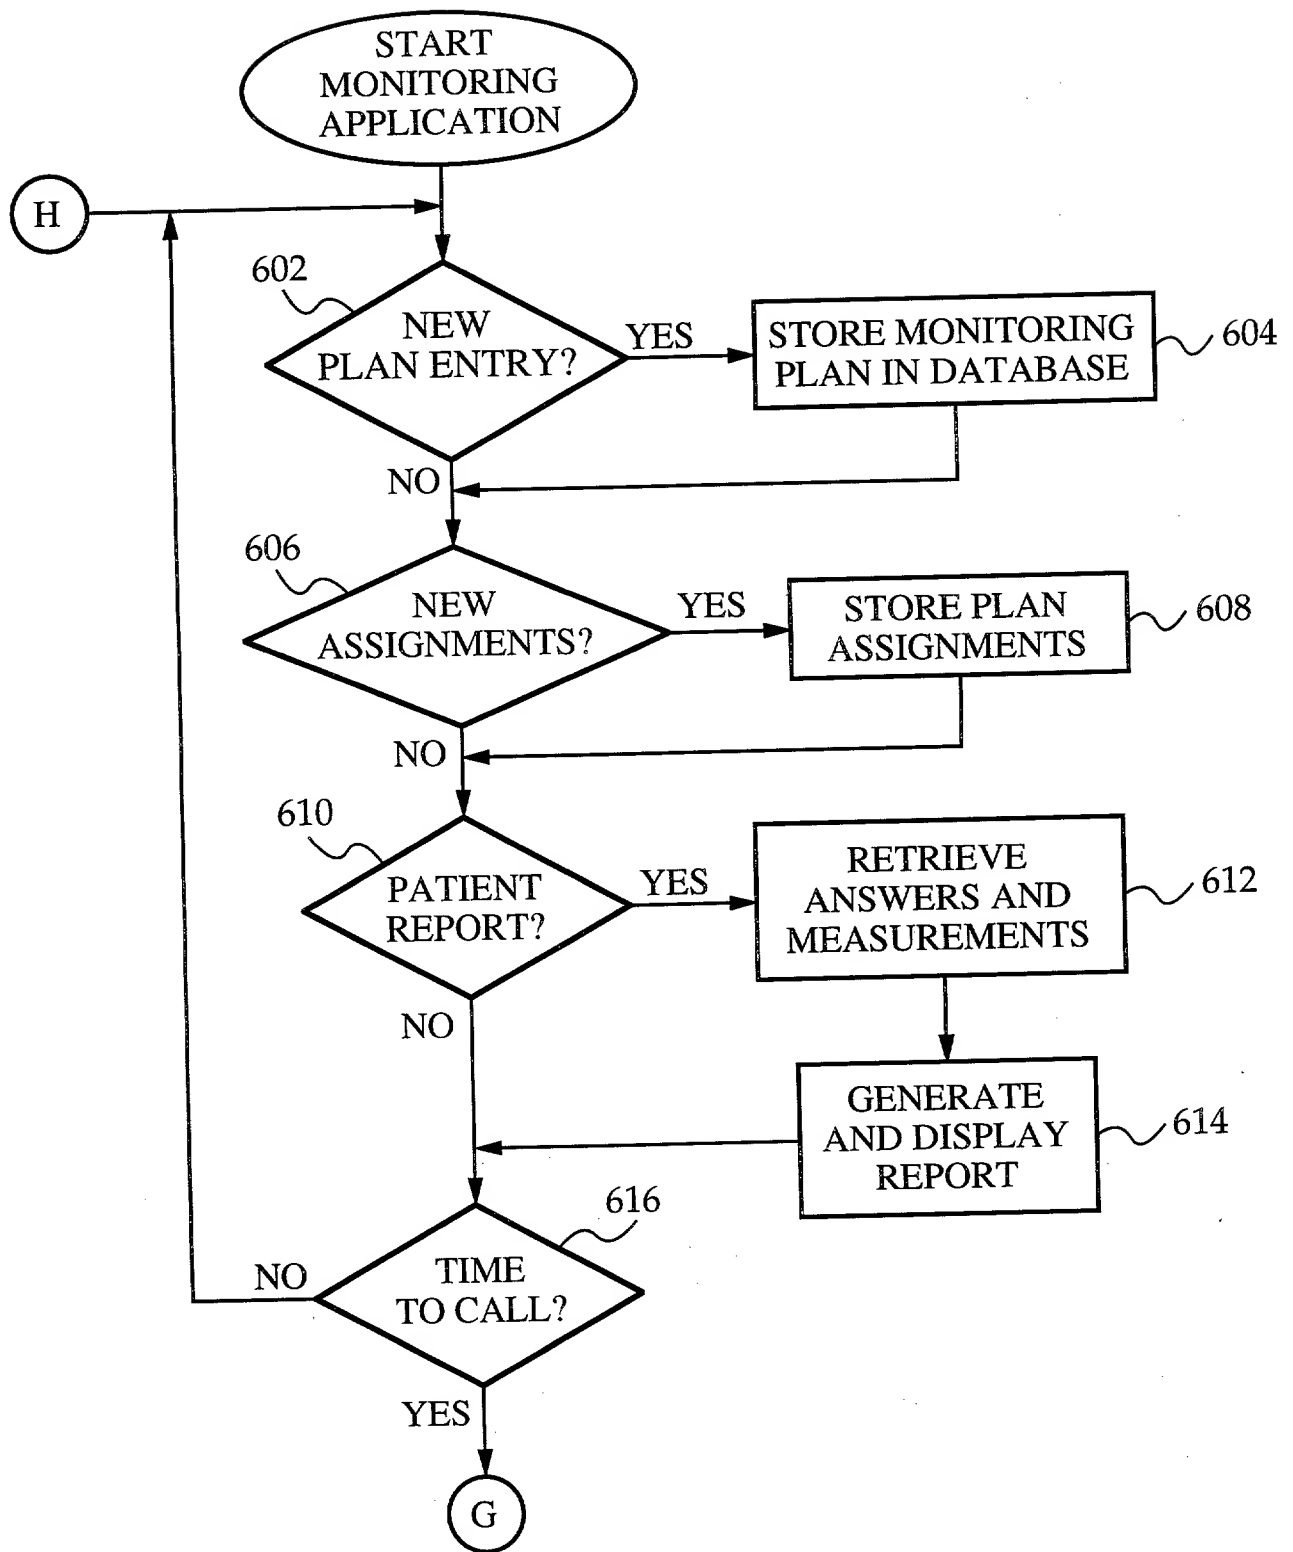 START
MONITORING
APPLICATION
H
602
NEW
PLAN ENTRY?
YES
STORE MONITORING
PLAN IN DATABASE
604
NO
606
NEW
ASSIGNMENTS?
YES
STORE PLAN
ASSIGNMENTS
608
NO
610
PATIENT
REPORT?
YES
RETRIEVE
ANSWERS AND
MEASUREMENTS
612
NO
GENERATE
AND DISPLAY
REPORT
614
616
TIME
TO CALL?
NO
YES
G